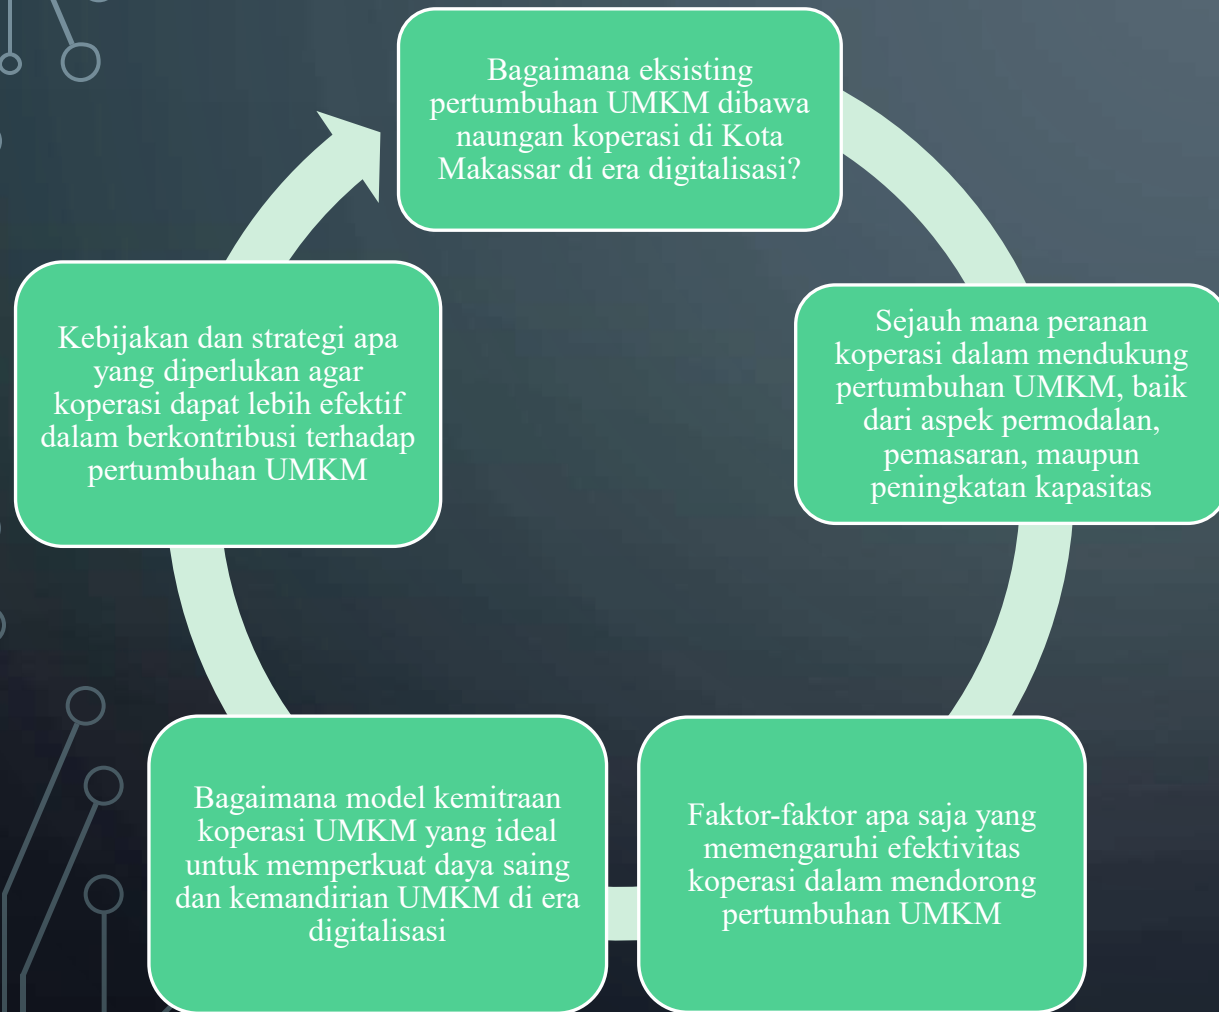 Bagaimana eksisting
pertumbuhan UMKM dibawa
naungan koperasi di Kota
Makassar di era digitalisasi?
Sejauh mana peranan
koperasi dalam mendukung
pertumbuhan UMKM, baik
dari aspek permodalan,
pemasaran, maupun
peningkatan kapasitas
Faktor-faktor apa saja yang
memengaruhi efektivitas
koperasi dalam mendorong
pertumbuhan UMKM
Bagaimana model kemitraan
koperasi UMKM yang ideal
untuk memperkuat daya saing
dan kemandirian UMKM di era
digitalisasi
Kebijakan dan strategi apa
yang diperlukan agar
koperasi dapat lebih efektif
dalam berkontribusi terhadap
pertumbuhan UMKM